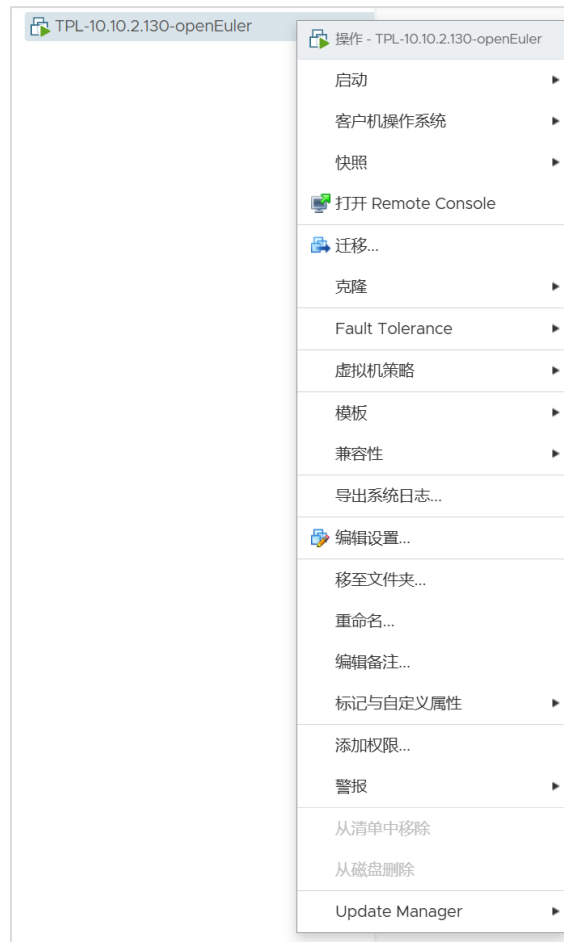 TPL-10.10.2.130-openEuler
操作 - TPL-10.10.2.130-openEuler
启动
客户机操作系统
快照
打开 Remote Console
迁移...
克隆
Fault Tolerance
虚拟机策略
模板
兼容性
导出系统日志...
编辑设置...
移至文件夹...
重命名...
编辑备注...
标记与自定义属性
添加权限...
警报
从清单中移除
从磁盘删除
Update Manager